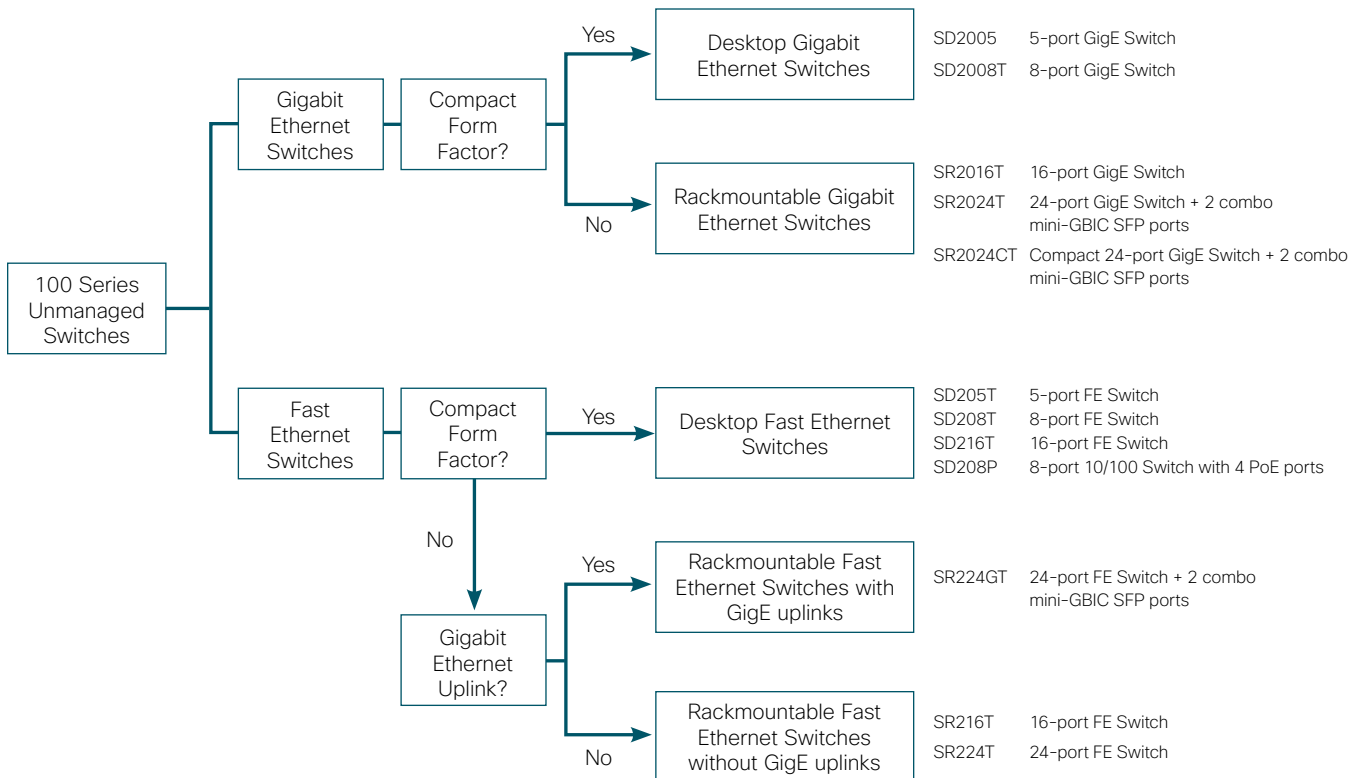 100 Series
Unmanaged
Switches
Gigabit
Ethernet
Switches
Compact
Form
Factor?
Yes
Desktop Gigabit
Ethernet Switches
SD2005 5-port GigE Switch
SD2008T 8-port GigE Switch
No
Rackmountable Gigabit
Ethernet Switches
SR2016T 16-port GigE Switch
SR2024T 24-port GigE Switch + 2 combo
mini-GBIC SFP ports
SR2024CT Compact 24-port GigE Switch + 2 combo
mini-GBIC SFP ports
Fast
Ethernet
Switches
Compact
Form
Factor?
Yes
Desktop Fast Ethernet
Switches
SD205T 5-port FE Switch
SD208T 8-port FE Switch
SD216T 16-port FE Switch
SD208P 8-port 10/100 Switch with 4 PoE ports
No
Gigabit
Ethernet
Uplink?
Yes
Rackmountable Fast
Ethernet Switches with
GigE uplinks
SR224GT 24-port FE Switch + 2 combo
mini-GBIC SFP ports
No
Rackmountable Fast
Ethernet Switches
without GigE uplinks
SR216T 16-port FE Switch
SR224T 24-port FE Switch